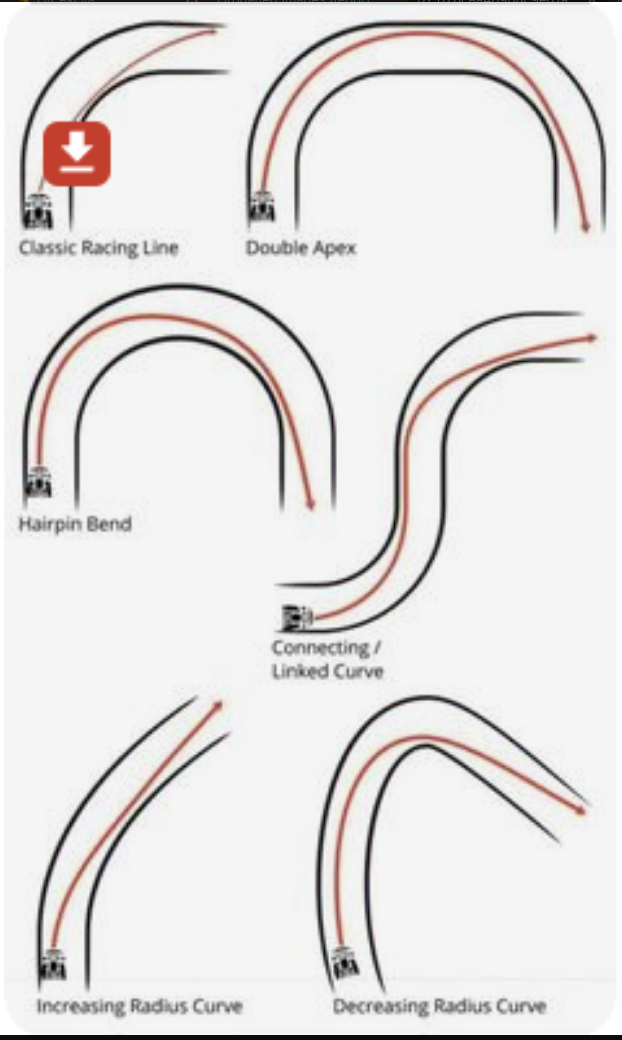 Classic Racing Line
Double Apex
Hairpin Bend
Connecting /
Linked Curve
Increasing Radius Curve
Decreasing Radius Curve